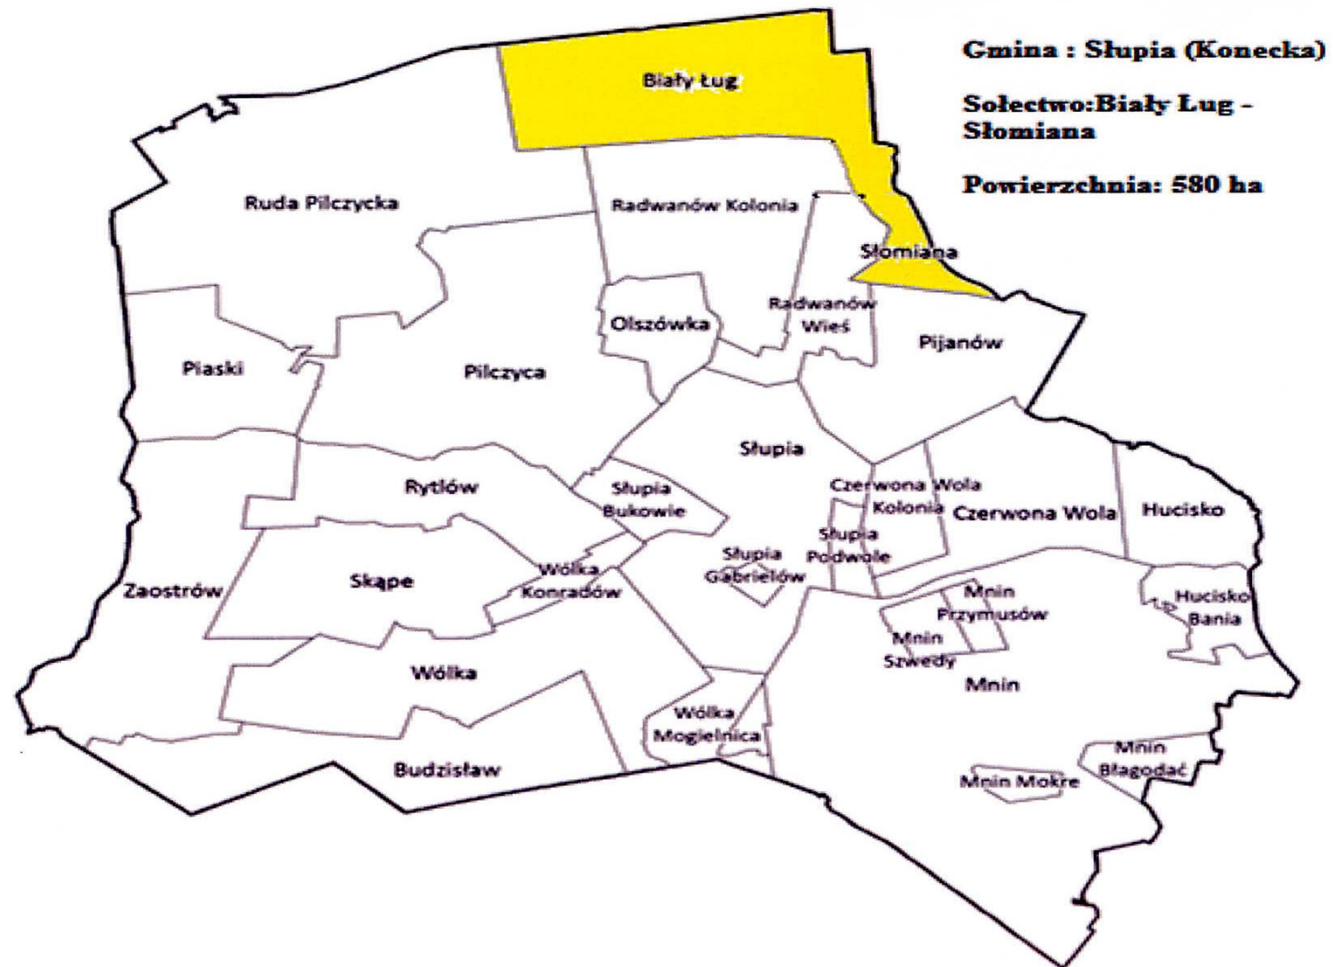 Gmina : Słupia (Konecka)
Sołectwo:Biały Ług -
Słomiana
Powierzchnia: 580 ha
Biały Ług
Ruda Pilczycka
Radwanów Kolonia
Słomiana
Radwanów
Wieś
Olszówka
Pijanów
Piaski
Pilczyca
Słupia
Rytlów
Słupia
Bukowie
Czerwona Wola
Kolonia
Czerwona Wola
Hucisko
Słupia
Podwole
Słupia
Gabrielów
Zaostrów
Skąpe
Wólka
Konradów
Mnin
Przymusów
Hucisko
Bania
Mnin
Szwedy
Wólka
Mnin
Wólka
Mogielnica
Budzisław
Mnin
Błagodać
Mnin Mokre